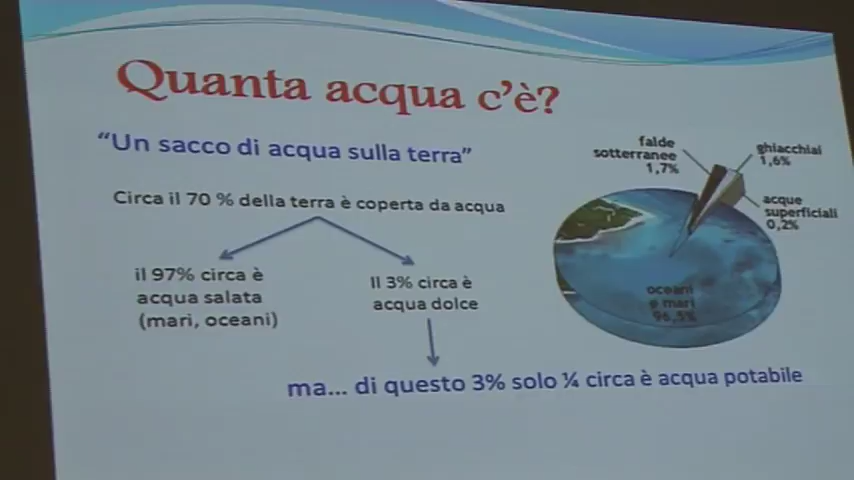 Quanta acqua c'è?
"Un sacco di acqua sulla terra"
Circa il 70 % della terra è coperta da acqua
il 97% circa è
acqua salata
(mari, oceani)
Il 3% circa è
acqua dolce
ma... di questo 3% solo ¼ circa è acqua potabile
falde
sotterranee
1,7%
ghiacchiai
1,6%
acque
superficiali
0,2%
oceani
e mari
96,5%